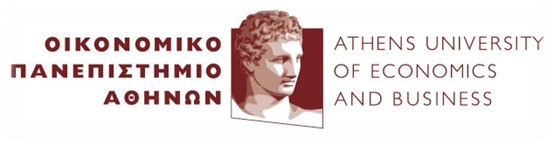 ΟΙΚΟΝΟΜΙΚΟ
ΠΑΝΕΠΙΣΤΗΜΙΟ
ΑΘΗΝΩΝ
ATHENS UNIVERSITY
OF ECONOMICS
AND BUSINESS